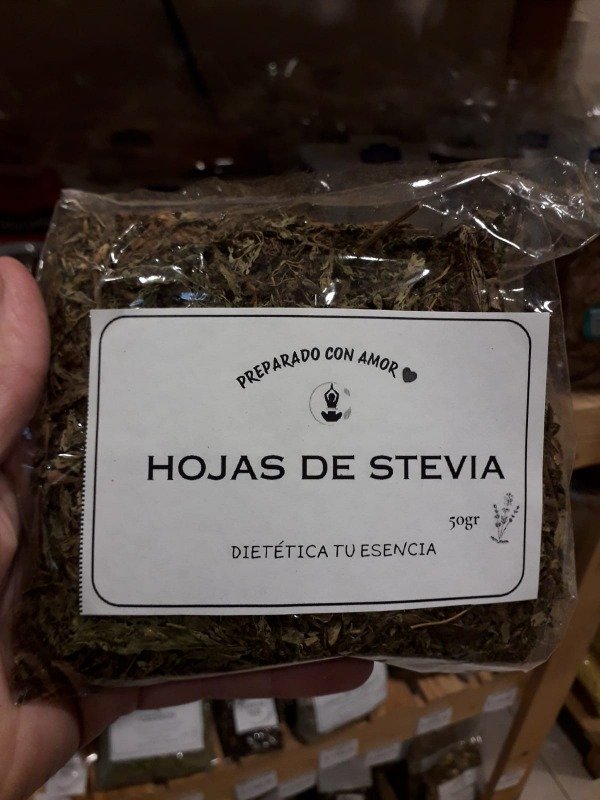 PREPARADO CON AMOR
HOJAS DE STEVIA
50gr
DIETÉTICA TU ESENCIA